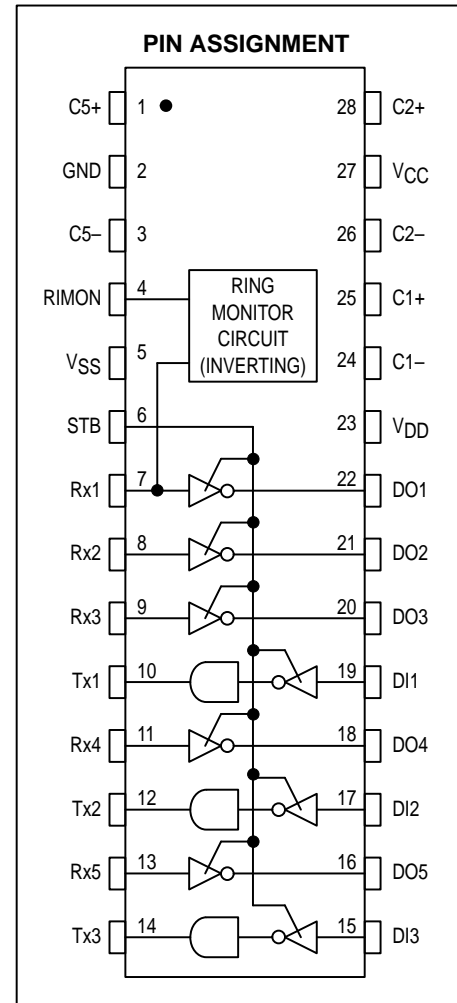 PIN ASSIGNMENT
C5+ 1 28 C2+
GND 2 27 VCC
C5– 3 26 C2–
RIMON 4 RING MONITOR CIRCUIT (INVERTING) 25 C1+
VSS 5 24 C1–
STB 6 23 VDD
Rx1 7 22 DO1
Rx2 8 21 DO2
Rx3 9 20 DO3
Tx1 10 19 DI1
Rx4 11 18 DO4
Tx2 12 17 DI2
Rx5 13 16 DO5
Tx3 14 15 DI3